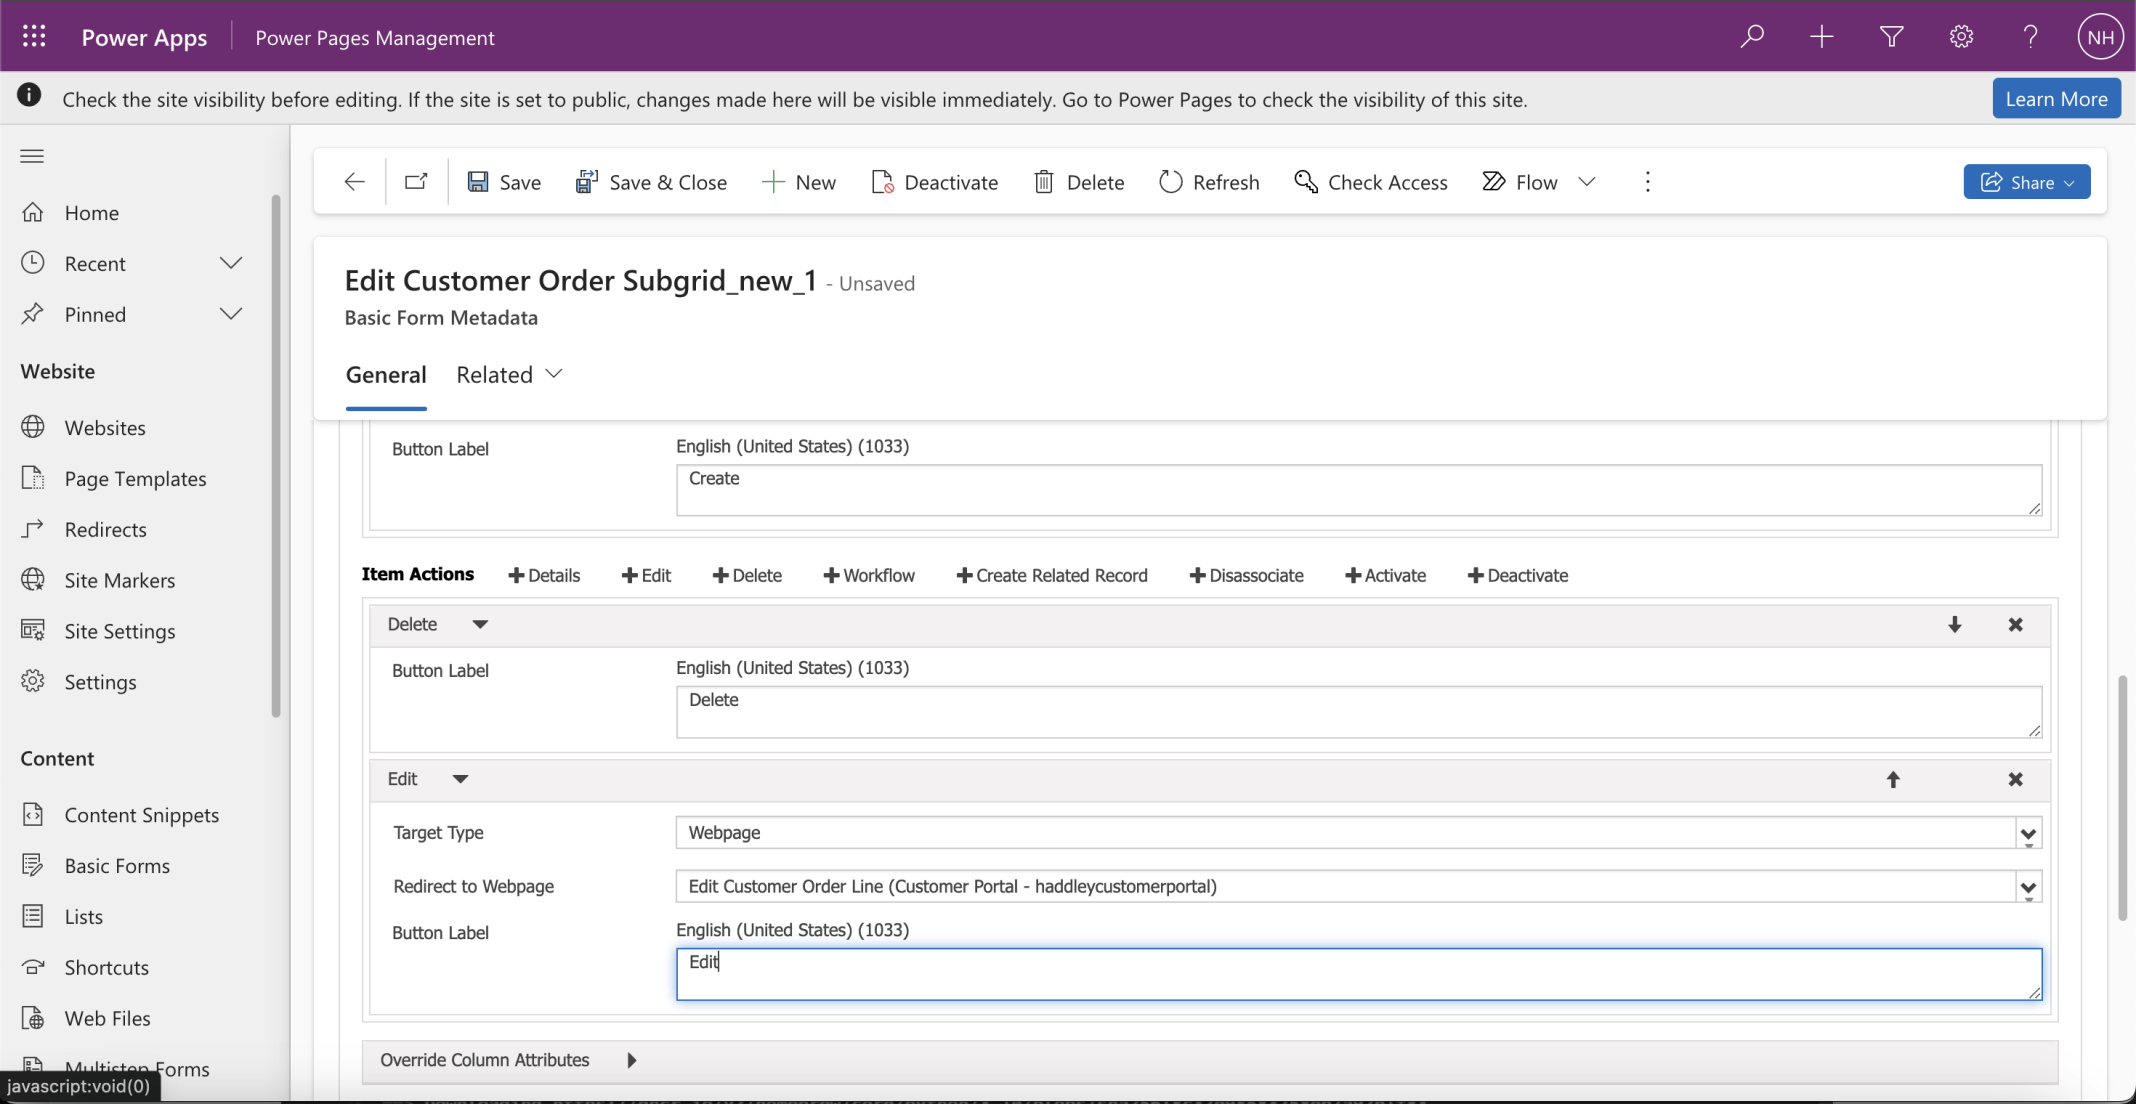 Power Apps
Power Pages Management
NH
Check the site visibility before editing. If the site is set to public, changes made here will be visible immediately. Go to Power Pages to check the visibility of this site.
Learn More
Save
Save & Close
New
Deactivate
Delete
Refresh
Check Access
Flow
Share
Home
Recent
Pinned
Website
Websites
Page Templates
Redirects
Site Markers
Site Settings
Settings
Content
Content Snippets
Basic Forms
Lists
Shortcuts
Web Files
Multistep Forms
javascript:void(0)
Edit Customer Order Subgrid_new_1 - Unsaved
Basic Form Metadata
General
Related
Button Label
English (United States) (1033)
Create
Item Actions
Details
Edit
Delete
Workflow
Create Related Record
Disassociate
Activate
Deactivate
Delete
Button Label
English (United States) (1033)
Delete
Edit
Target Type
Webpage
Redirect to Webpage
Edit Customer Order Line (Customer Portal - haddleycustomerportal)
Button Label
English (United States) (1033)
Edit
Override Column Attributes